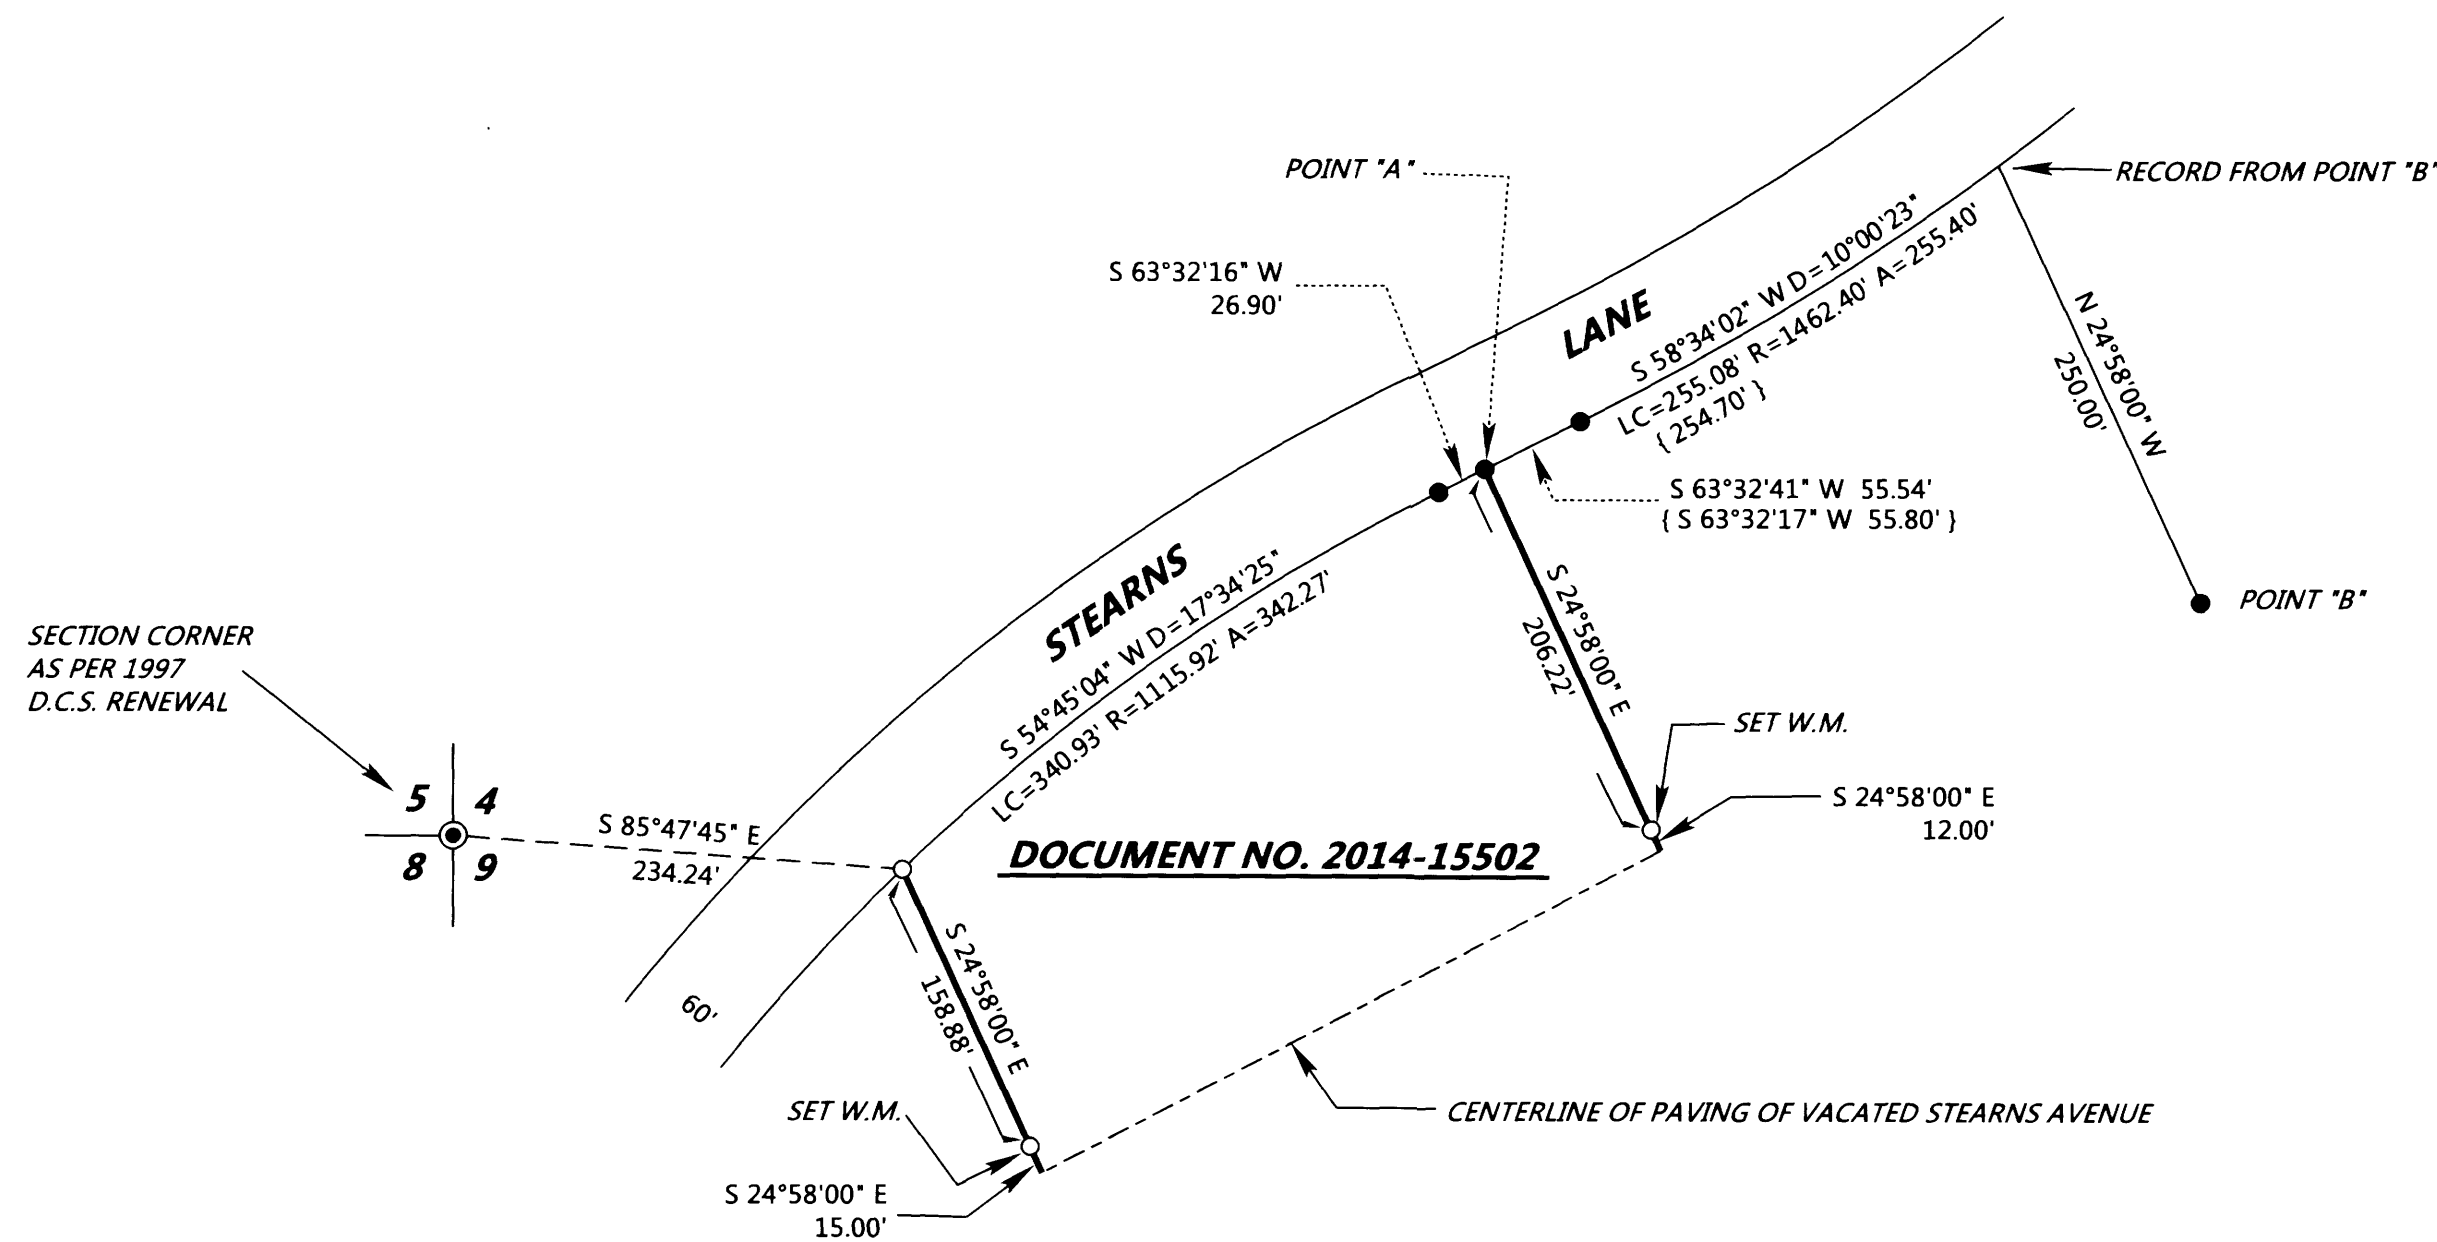 POINT "A"
RECORD FROM POINT "B"
S 63°32'16" W
26.90'
LANE
S 58°34'02" W D=10°00'23"
LC=255.08' R=1462.40' A=255.40'
{ 254.70' }
N 24°58'00" W
250.00'
S 63°32'41" W 55.54'
{ S 63°32'17" W 55.80' }
POINT "B"
STEARNS
S 54°45'04" W D=17°34'25"
LC=340.93' R=1115.92' A=342.27'
S 24°58'00" E
206.22'
SECTION CORNER
AS PER 1997
D.C.S. RENEWAL
SET W.M.
5 4
8 9
S 85°47'45" E
234.24'
S 24°58'00" E
12.00'
DOCUMENT NO. 2014-15502
S 24°58'00" E
158.88'
60'
SET W.M.
CENTERLINE OF PAVING OF VACATED STEARNS AVENUE
S 24°58'00" E
15.00'